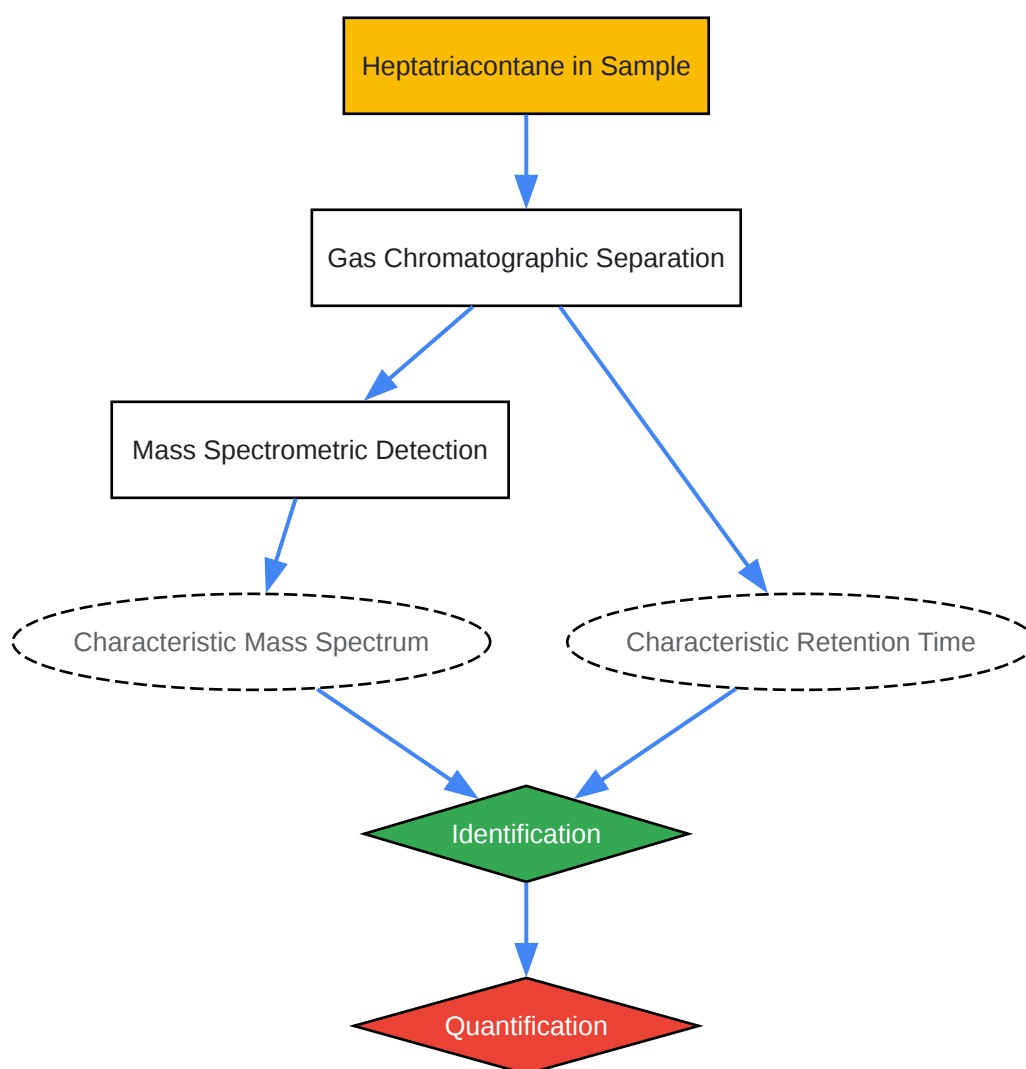 Heptatriacontane in Sample
Gas Chromatographic Separation
Mass Spectrometric Detection
Characteristic Mass Spectrum
Characteristic Retention Time
Identification
Quantification